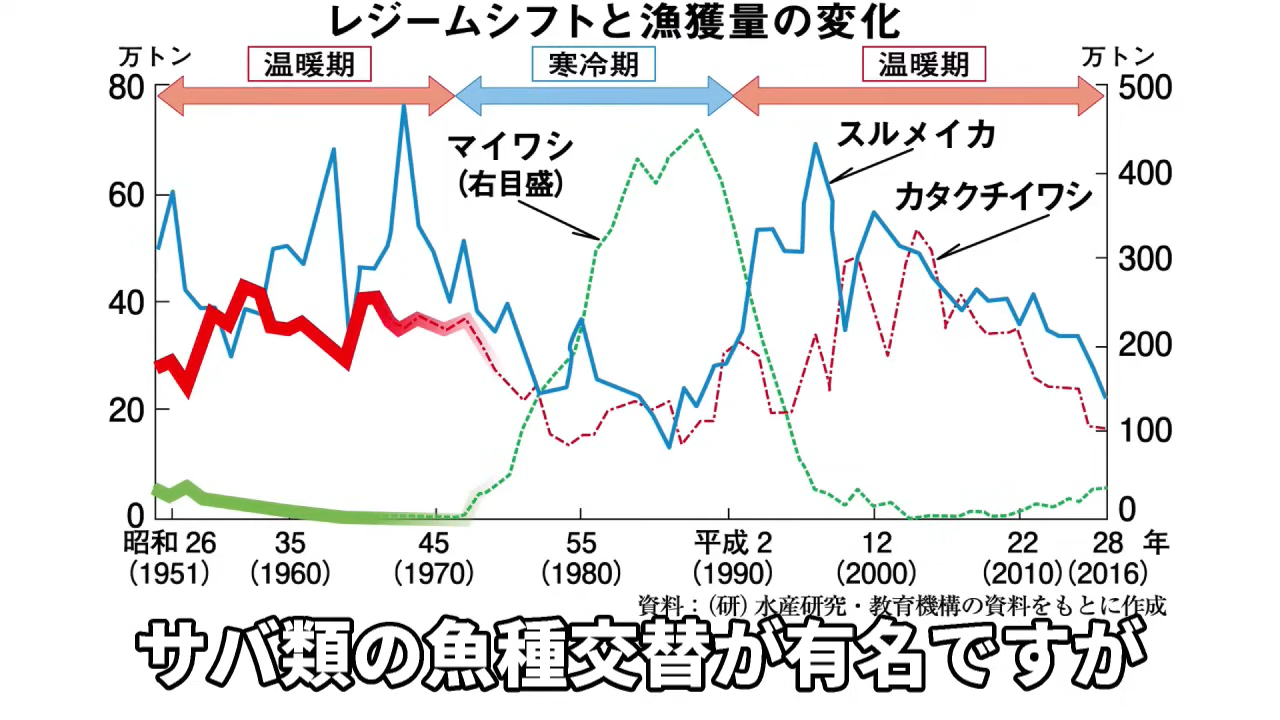 レジームシフトと漁獲量の変化
万トン
万トン
温暖期
寒冷期
温暖期
80
60
40
20
0
500
400
300
200
100
0
マイワシ
(右目盛)
スルメイカ
カタクチイワシ
昭和 26 35 45 55 平成 2 12 22 28 年
(1951) (1960) (1970) (1980) (1990) (2000) (2010) (2016)
資料：(研) 水産研究・教育機構の資料をもとに作成
サバ類の魚種交替が有名ですが